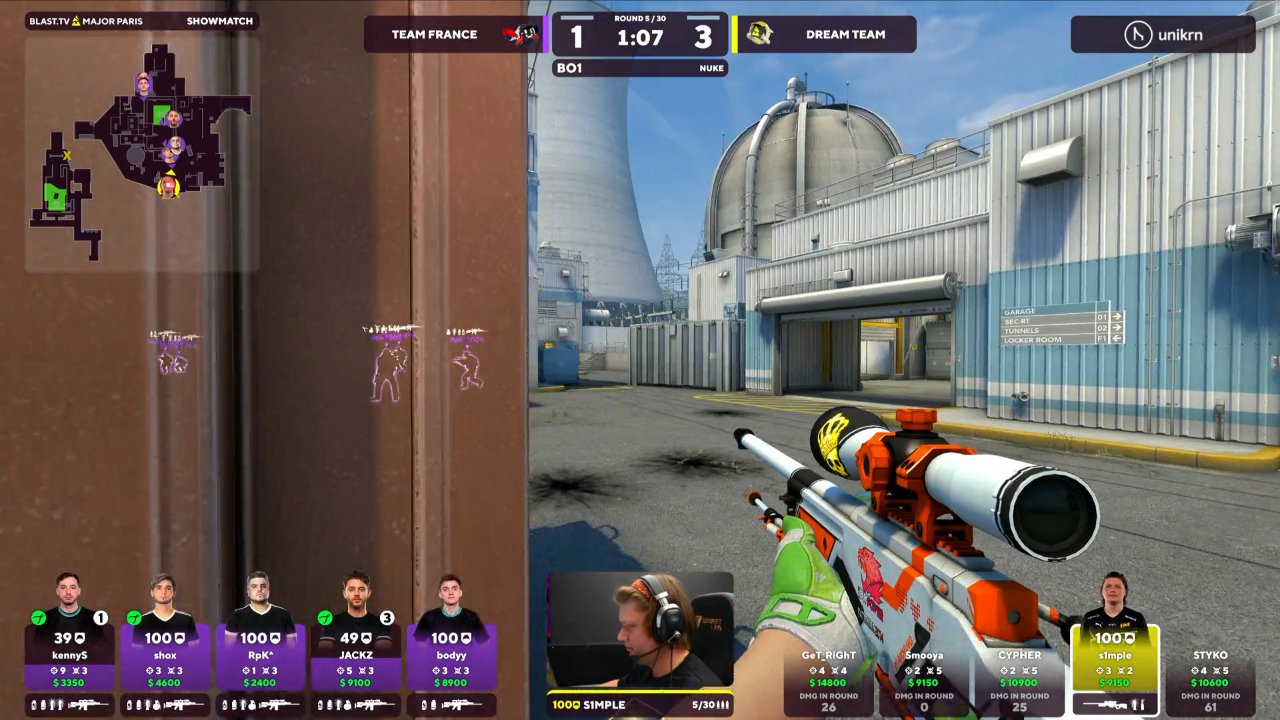 BLAST.TV MAJOR PARIS SHOWMATCH
TEAM FRANCE
1
ROUND 5 / 30
1:07
3
DREAM TEAM
BO1 NUKE
unikrn
GARAGE
SEC-RT 01
TUNNELS 02
LOCKER ROOM F1
1
39
kennyS
9 3
$3350
100
shox
3 3
$4600
100
RpK^
1 3
$2400
3
49
JACKZ
5 3
$9100
100
bodyy
3 3
$8900
100 S1MPLE 5/30
GeT_RiGhT
4 4
$14800
DMG IN ROUND
26
Smooya
2 5
$9150
DMG IN ROUND
0
CYPHER
2 5
$10900
DMG IN ROUND
25
100
s1mple
3 2
$9150
STYKO
4 5
$10600
DMG IN ROUND
61